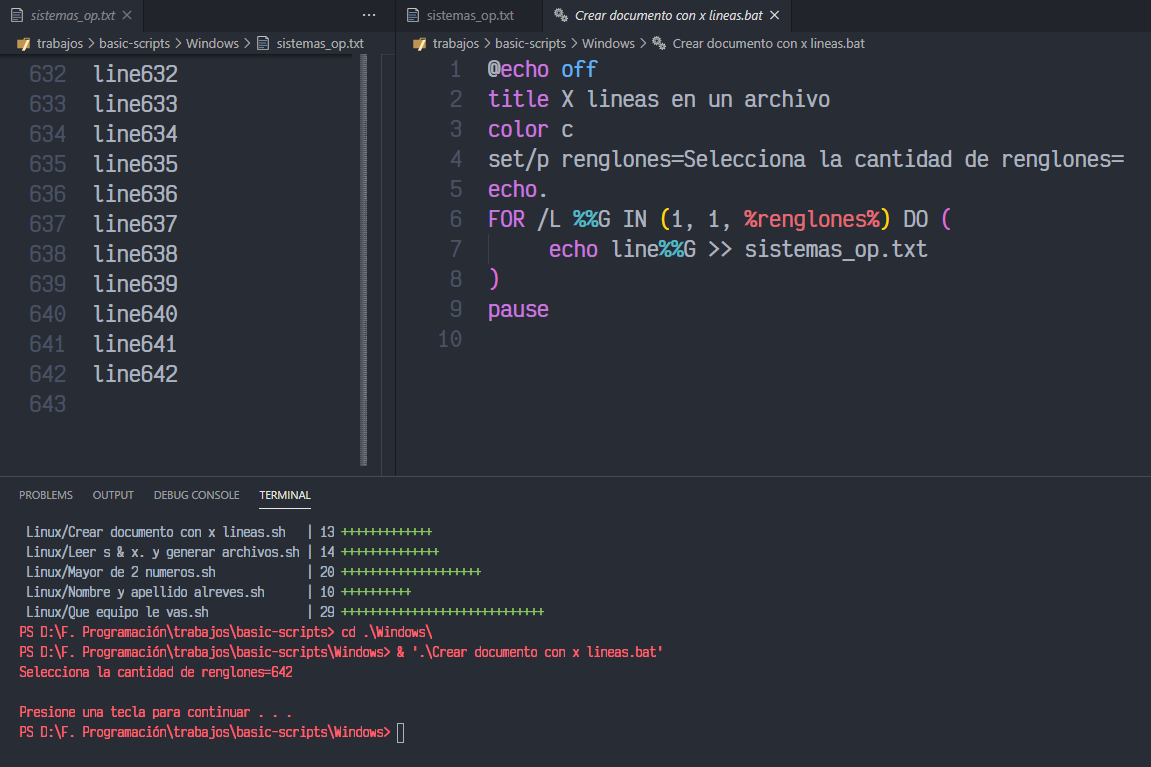 sistemas_op.txt
trabajos > basic-scripts > Windows > sistemas_op.txt
632 line632
633 line633
634 line634
635 line635
636 line636
637 line637
638 line638
639 line639
640 line640
641 line641
642 line642
643
sistemas_op.txt
Crear documento con x lineas.bat
trabajos > basic-scripts > Windows > Crear documento con x lineas.bat
1 @echo off
2 title X lineas en un archivo
3 color c
4 set/p renglones=Selecciona la cantidad de renglones=
5 echo.
6 FOR /L %%G IN (1, 1, %renglones%) DO (
7 echo line%%G >> sistemas_op.txt
8 )
9 pause
10
PROBLEMS OUTPUT DEBUG CONSOLE TERMINAL
Linux/Crear documento con x lineas.sh | 13 +++++++++++++
Linux/Leer s & x. y generar archivos.sh | 14 ++++++++++++++
Linux/Mayor de 2 numeros.sh | 20 ++++++++++++++++++++
Linux/Nombre y apellido alreves.sh | 10 ++++++++++
Linux/Que equipo le vas.sh | 29 +++++++++++++++++++++++++++++
PS D:\F. Programación\trabajos\basic-scripts> cd .\Windows\
PS D:\F. Programación\trabajos\basic-scripts\Windows> & '.\Crear documento con x lineas.bat'
Selecciona la cantidad de renglones=642
Presione una tecla para continuar . . .
PS D:\F. Programación\trabajos\basic-scripts\Windows>